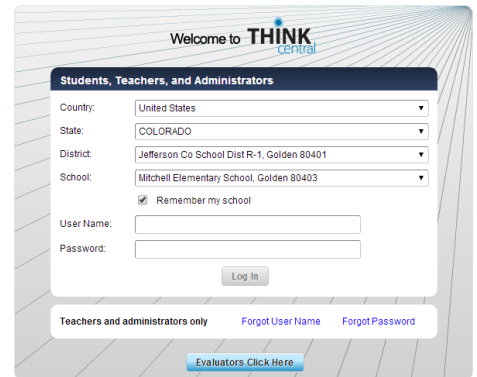 Welcome to THINK central
Students, Teachers, and Administrators
Country: United States
State: COLORADO
District: Jefferson Co School Dist R-1, Golden 80401
School: Mitchell Elementary School, Golden 80403
Remember my school
User Name:
Password:
Log In
Teachers and administrators only Forgot User Name Forgot Password
Evaluators Click Here